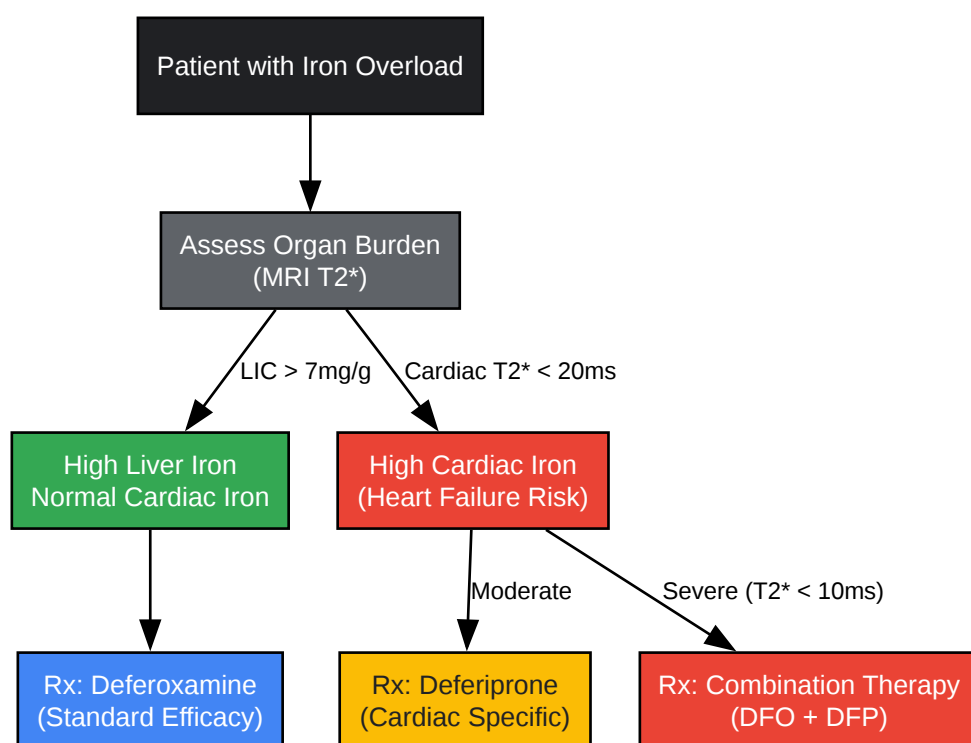 Patient with Iron Overload
Assess Organ Burden
(MRI T2*)
LIC > 7mg/g
Cardiac T2* < 20ms
High Liver Iron
Normal Cardiac Iron
High Cardiac Iron
(Heart Failure Risk)
Moderate
Severe (T2* < 10ms)
Rx: Deferoxamine
(Standard Efficacy)
Rx: Deferiprone
(Cardiac Specific)
Rx: Combination Therapy
(DFO + DFP)